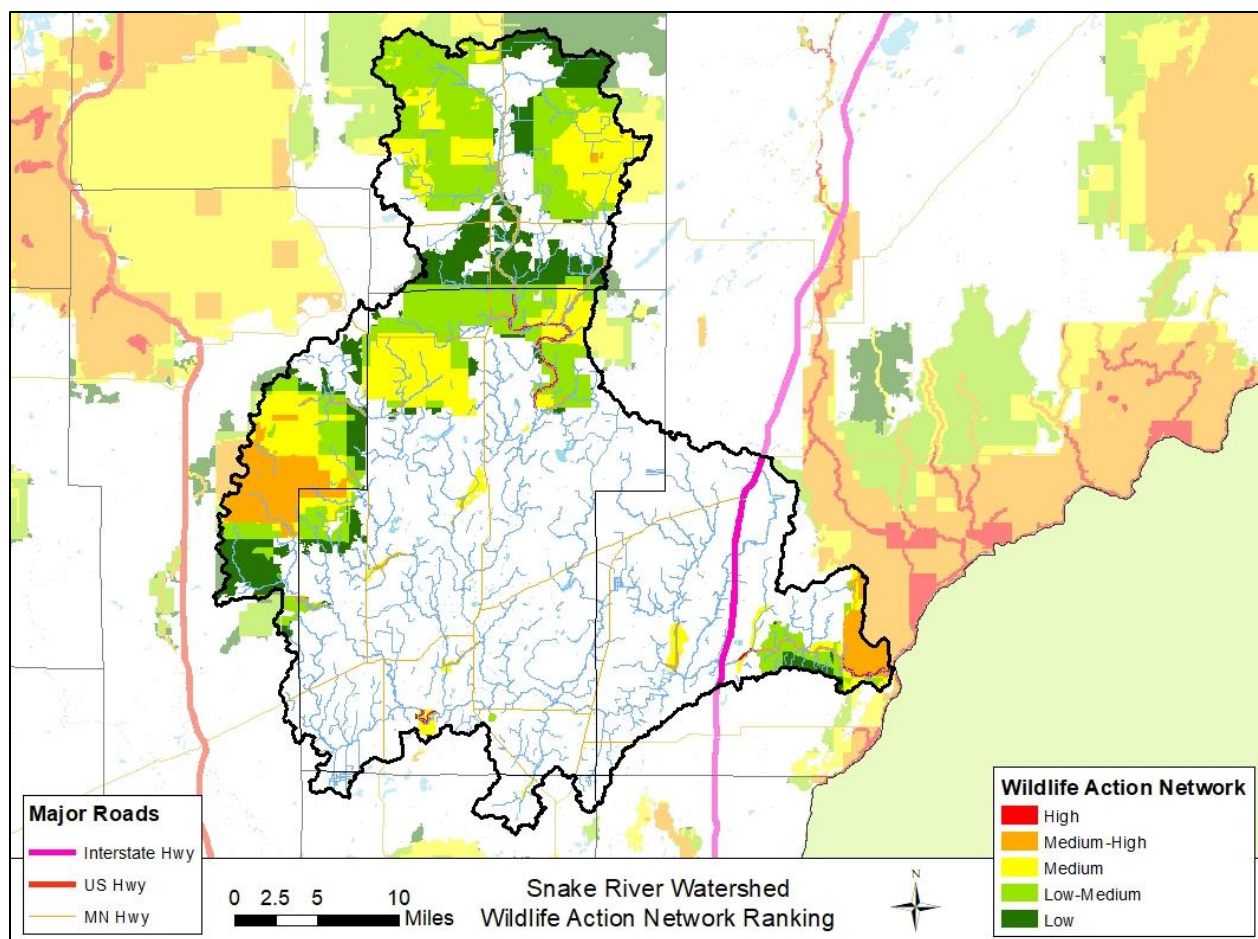 Major Roads
Interstate Hwy
US Hwy
MN Hwy
0 2.5 5 10
Miles
Snake River Watershed
Wildlife Action Network Ranking
N
Wildlife Action Network
High
Medium-High
Medium
Low-Medium
Low